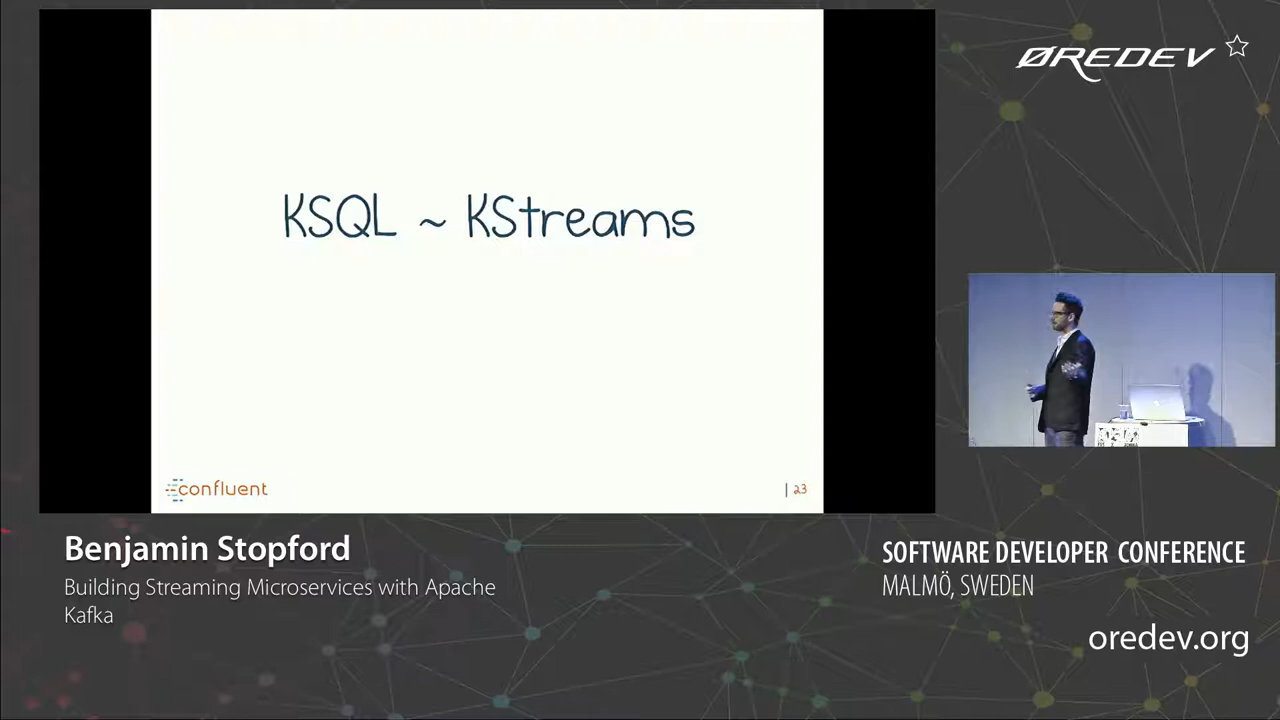 ØREDEV
KSQL ~ KStreams
confluent
| 23
Benjamin Stopford
Building Streaming Microservices with Apache
Kafka
SOFTWARE DEVELOPER CONFERENCE
MALMÖ, SWEDEN
oredev.org